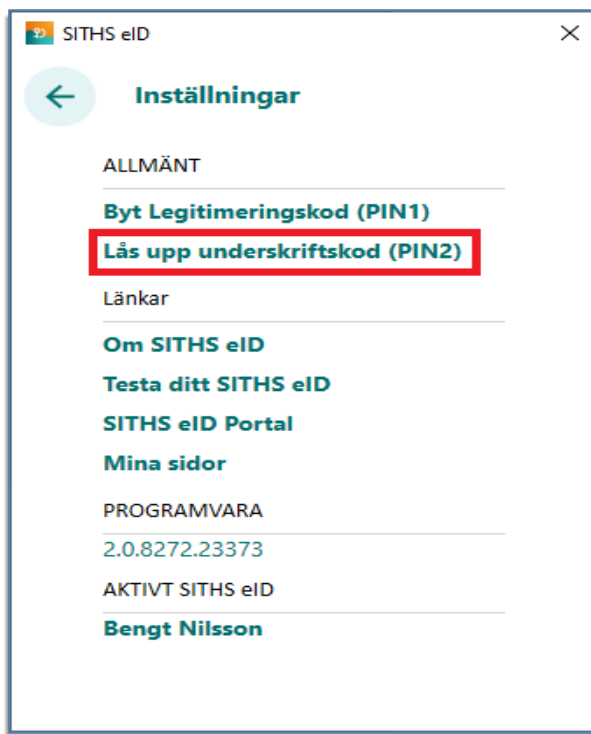 SITHS eID
Inställningar
ALLMÄNT
Byt Legitimeringskod (PIN1)
Lås upp underskriftskod (PIN2)
Länkar
Om SITHS eID
Testa ditt SITHS eID
SITHS eID Portal
Mina sidor
PROGRAMVARA
2.0.8272.23373
AKTIVT SITHS eID
Bengt Nilsson